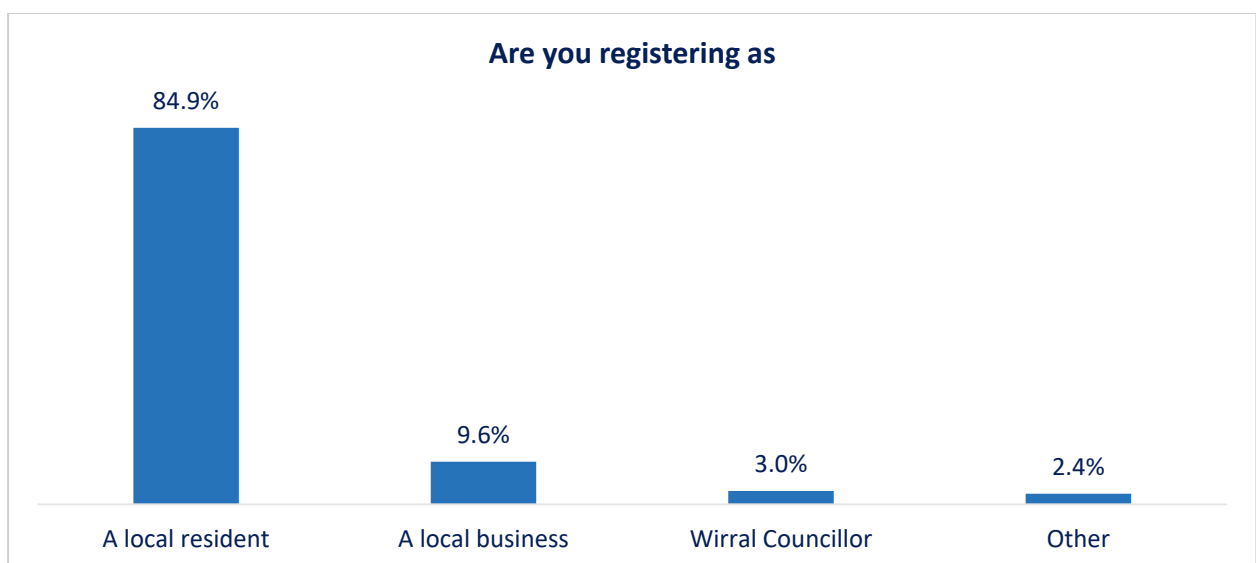 Are you registering as
84.9%
9.6%
3.0%
2.4%
A local resident
A local business
Wirral Councillor
Other